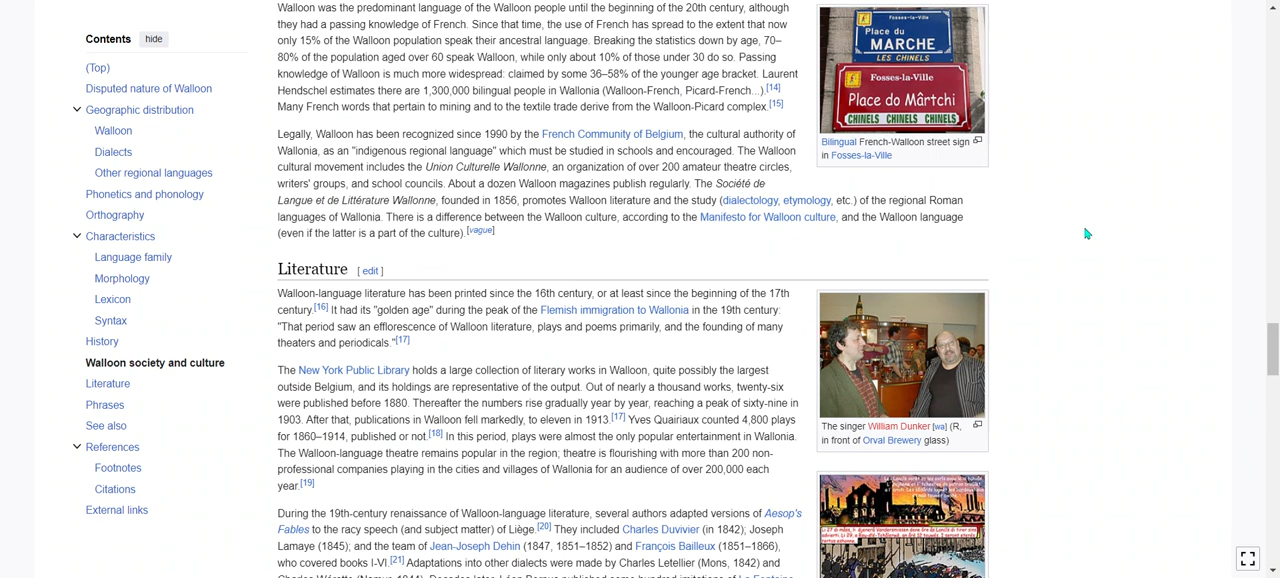 Contents hide
(Top)
Disputed nature of Walloon
Geographic distribution
Walloon
Dialects
Other regional languages
Phonetics and phonology
Orthography
Characteristics
Language family
Morphology
Lexicon
Syntax
History
Walloon society and culture
Literature
Phrases
See also
References
Footnotes
Citations
External links
Walloon was the predominant language of the Walloon people until the beginning of the 20th century, although
they had a passing knowledge of French. Since that time, the use of French has spread to the extent that now
only 15% of the Walloon population speak their ancestral language. Breaking the statistics down by age, 70–
80% of the population aged over 60 speak Walloon, while only about 10% of those under 30 do so. Passing
knowledge of Walloon is much more widespread: claimed by some 36–58% of the younger age bracket. Laurent
Hendschel estimates there are 1,300,000 bilingual people in Wallonia (Walloon-French, Picard-French...).[14]
Many French words that pertain to mining and to the textile trade derive from the Walloon-Picard complex.[15]
Legally, Walloon has been recognized since 1990 by the French Community of Belgium, the cultural authority of
Wallonia, as an "indigenous regional language" which must be studied in schools and encouraged. The Walloon
cultural movement includes the Union Culturelle Wallonne, an organization of over 200 amateur theatre circles,
writers' groups, and school councils. About a dozen Walloon magazines publish regularly. The Société de
Langue et de Littérature Wallonne, founded in 1856, promotes Walloon literature and the study (dialectology, etymology, etc.) of the regional Roman
languages of Wallonia. There is a difference between the Walloon culture, according to the Manifesto for Walloon culture, and the Walloon language
(even if the latter is a part of the culture).[vague]
Fosses-la-Ville
Place du
MARCHE
LES CHINELS
Fosses-la-Ville
Place do Mârtchi
CHINELS CHINELS CHINELS
Bilingual French-Walloon street sign
in Fosses-la-Ville
Literature [ edit ]
Walloon-language literature has been printed since the 16th century, or at least since the beginning of the 17th
century.[16] It had its "golden age" during the peak of the Flemish immigration to Wallonia in the 19th century:
"That period saw an efflorescence of Walloon literature, plays and poems primarily, and the founding of many
theaters and periodicals."[17]
The New York Public Library holds a large collection of literary works in Walloon, quite possibly the largest
outside Belgium, and its holdings are representative of the output. Out of nearly a thousand works, twenty-six
were published before 1880. Thereafter the numbers rise gradually year by year, reaching a peak of sixty-nine in
1903. After that, publications in Walloon fell markedly, to eleven in 1913.[17] Yves Quairiaux counted 4,800 plays
for 1860–1914, published or not.[18] In this period, plays were almost the only popular entertainment in Wallonia.
The Walloon-language theatre remains popular in the region; theatre is flourishing with more than 200 non-
professional companies playing in the cities and villages of Wallonia for an audience of over 200,000 each
year.[19]
During the 19th-century renaissance of Walloon-language literature, several authors adapted versions of Aesop's
Fables to the racy speech (and subject matter) of Liège.[20] They included Charles Duvivier (in 1842); Joseph
Lamaye (1845); and the team of Jean-Joseph Dehin (1847, 1851–1852) and François Bailleux (1851–1866),
who covered books I-VI.[21] Adaptations into other dialects were made by Charles Letellier (Mons, 1842) and
The singer William Dunker [wa] (R,
in front of Orval Brewery glass)